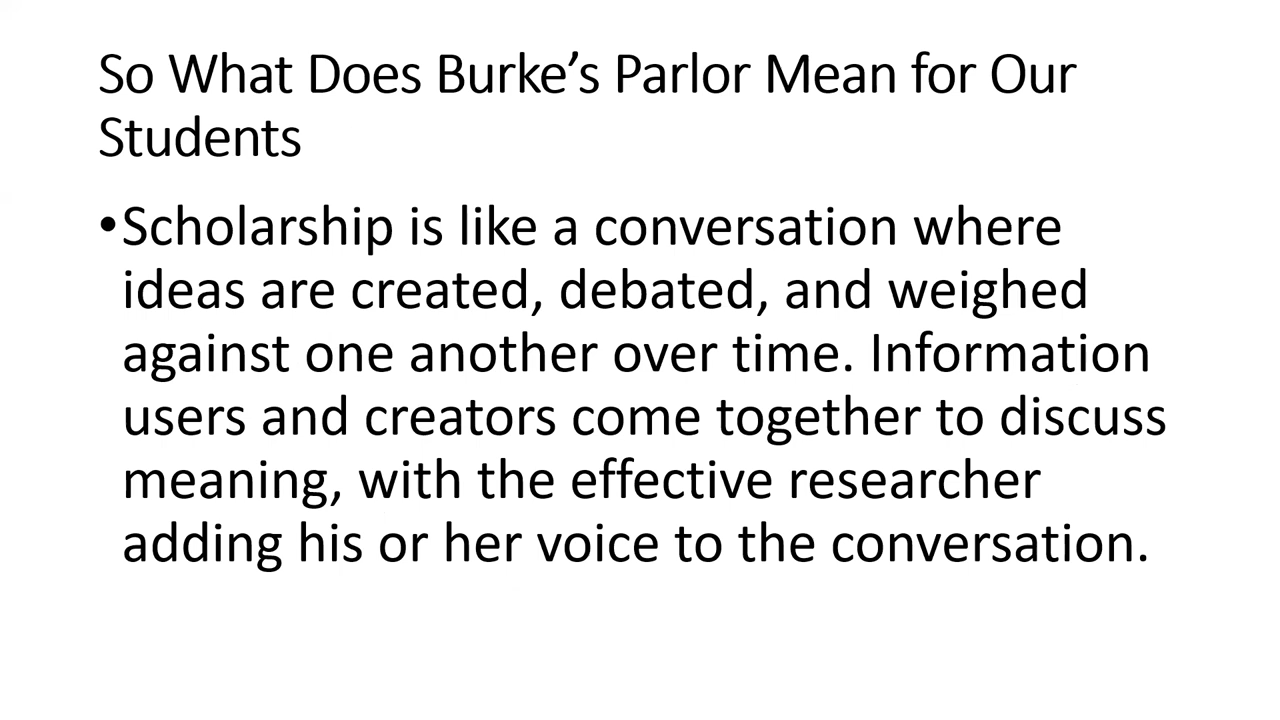 So What Does Burke’s Parlor Mean for Our
Students
•Scholarship is like a conversation where
ideas are created, debated, and weighed
against one another over time. Information
users and creators come together to discuss
meaning, with the effective researcher
adding his or her voice to the conversation.